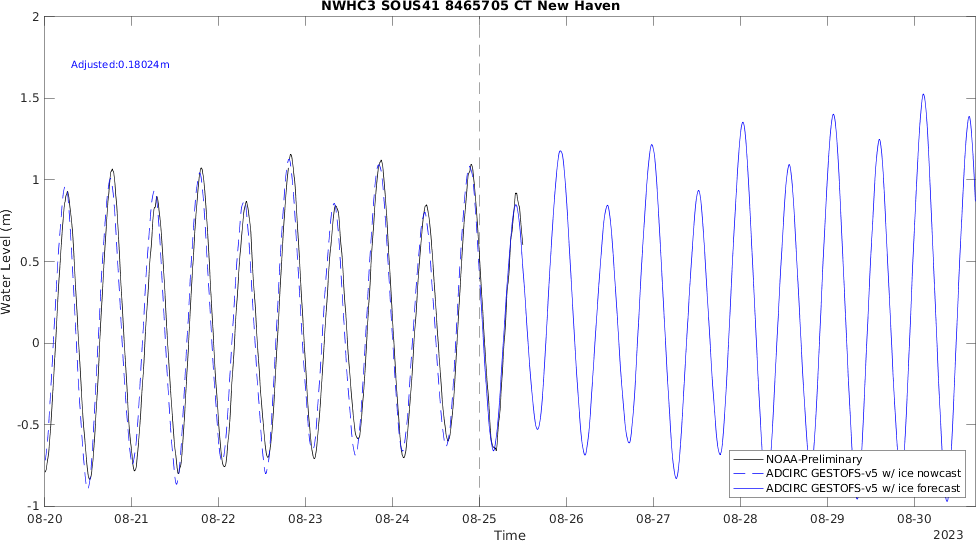 NWHC3 SOUS41 8465705 CT New Haven
2
Adjusted:0.18024m
1.5
1
0.5
0
-0.5
-1
Water Level (m)
NOAA-Preliminary
ADCIRC GESTOFS-v5 w/ ice nowcast
ADCIRC GESTOFS-v5 w/ ice forecast
08-20 08-21 08-22 08-23 08-24 08-25 08-26 08-27 08-28 08-29 08-30
Time
2023